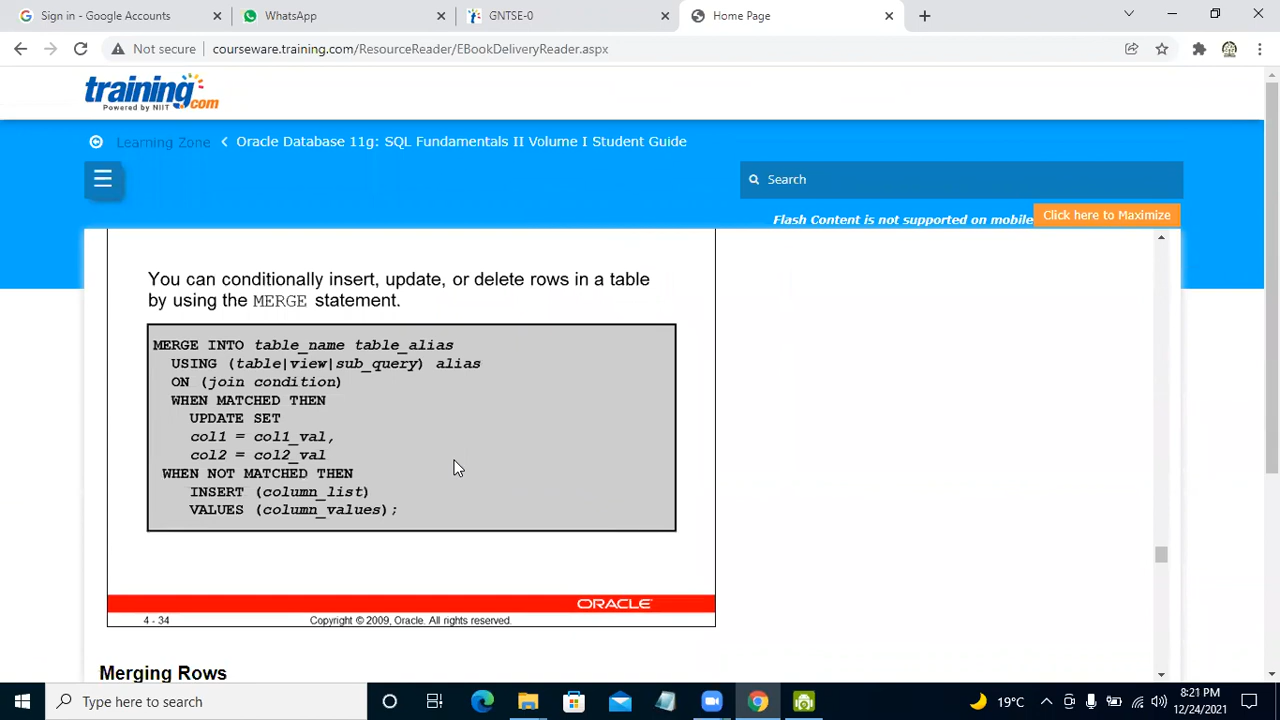 Sign in - Google Accounts
WhatsApp
GNTSE-0
Home Page
Not secure
courseware.training.com/ResourceReader/EBookDeliveryReader.aspx
training.com
Powered by NIIT
Learning Zone
Oracle Database 11g: SQL Fundamentals II Volume I Student Guide
Search
Flash Content is not supported on mobile
Click here to Maximize
You can conditionally insert, update, or delete rows in a table
by using the MERGE statement.
MERGE INTO table_name table_alias
USING (table|view|sub_query) alias
ON (join condition)
WHEN MATCHED THEN
UPDATE SET
col1 = col1_val,
col2 = col2_val
WHEN NOT MATCHED THEN
INSERT (column_list)
VALUES (column_values);
ORACLE
4 - 34
Copyright © 2009, Oracle. All rights reserved.
Merging Rows
Type here to search
19°C
8:21 PM
12/24/2021